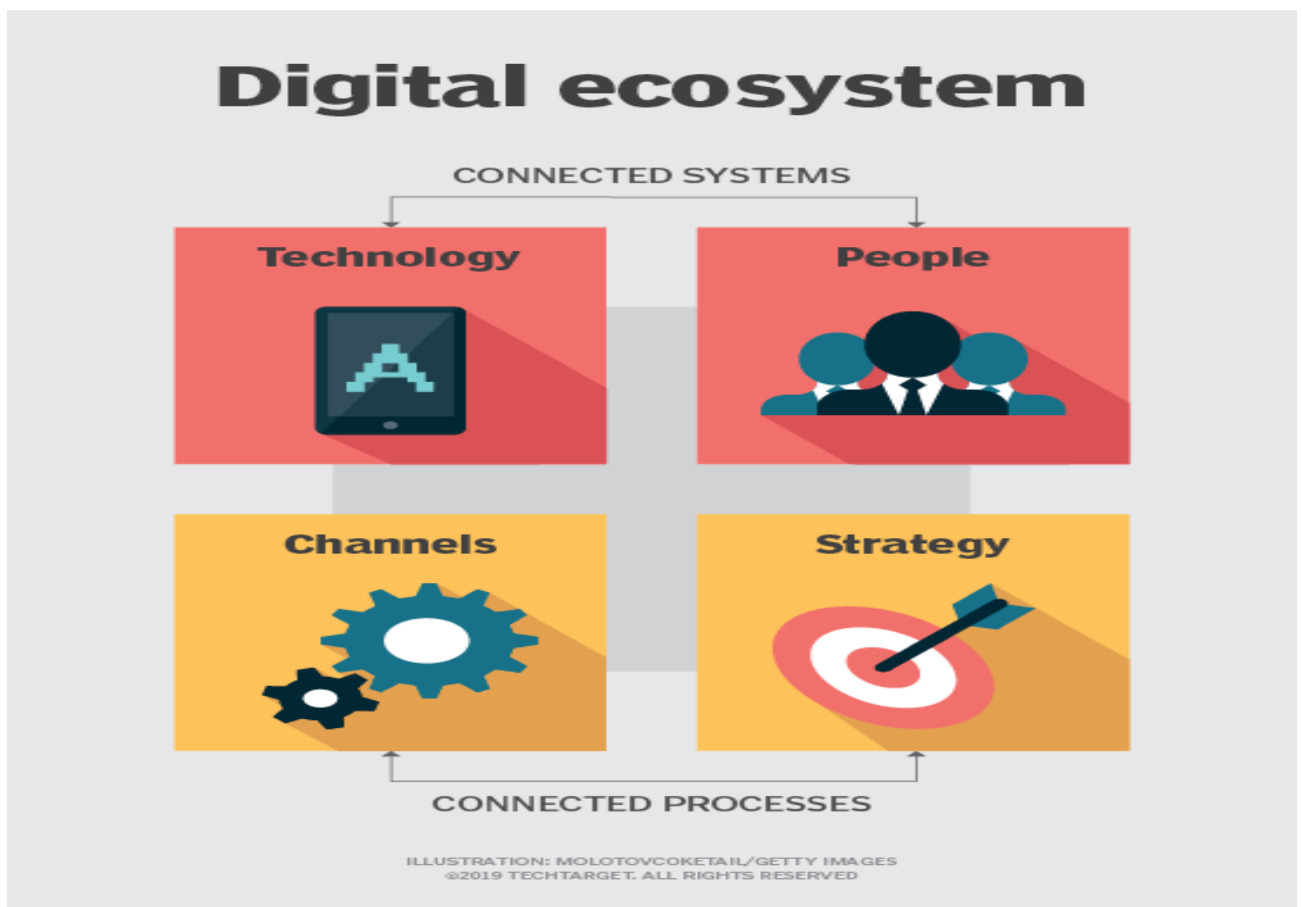 Digital ecosystem
CONNECTED SYSTEMS
Technology
People
A
Channels
Strategy
CONNECTED PROCESSES
ILLUSTRATION: MOLOTOVCOKETAIL/GETTY IMAGES
©2019 TECHTARGET. ALL RIGHTS RESERVED